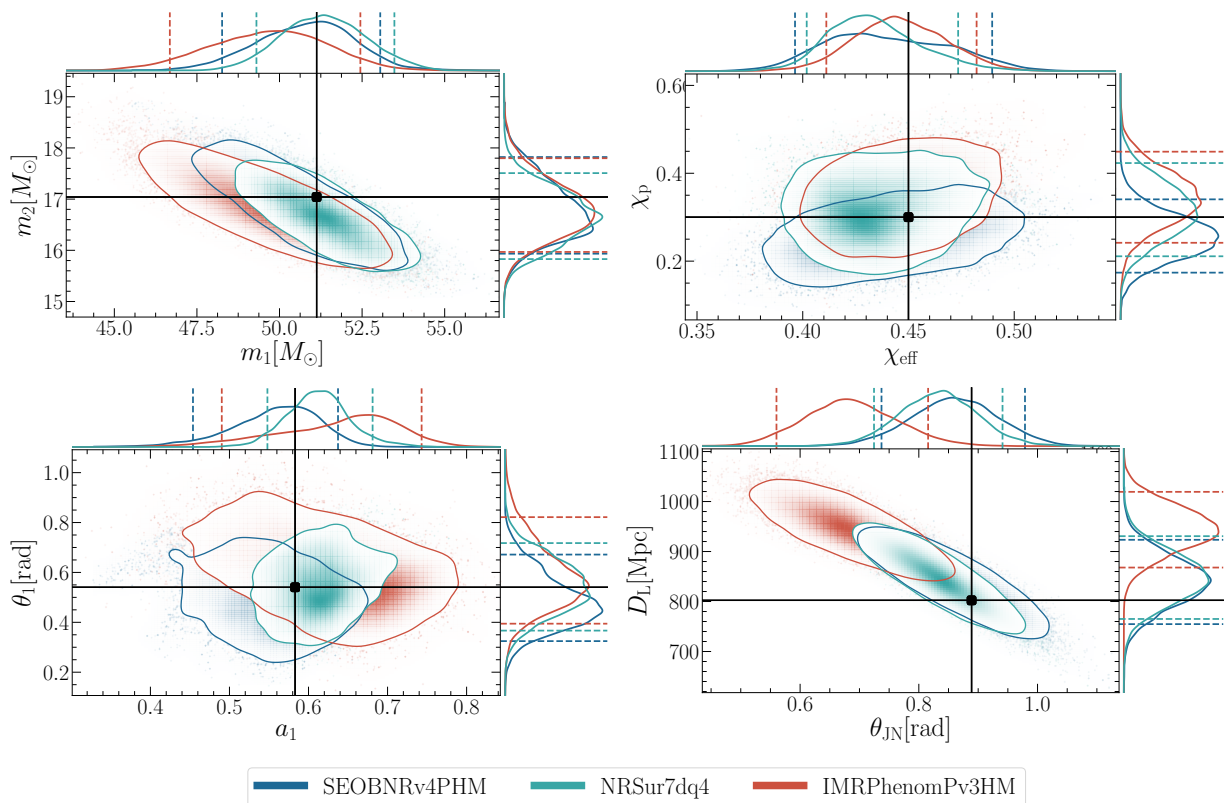 19
18
17
16
15
m₂[M⊙]
45.0 47.5 50.0 52.5 55.0
m₁[M⊙]
0.6
0.4
0.2
χp
0.35 0.40 0.45 0.50
χeff
1.0
0.8
0.6
0.4
0.2
θ₁[rad]
0.4 0.5 0.6 0.7 0.8
a₁
1100
1000
900
800
700
D_L[Mpc]
0.6 0.8 1.0
θ_JN[rad]
SEOBNRv4PHM NRSur7dq4 IMRPhenomPv3HM